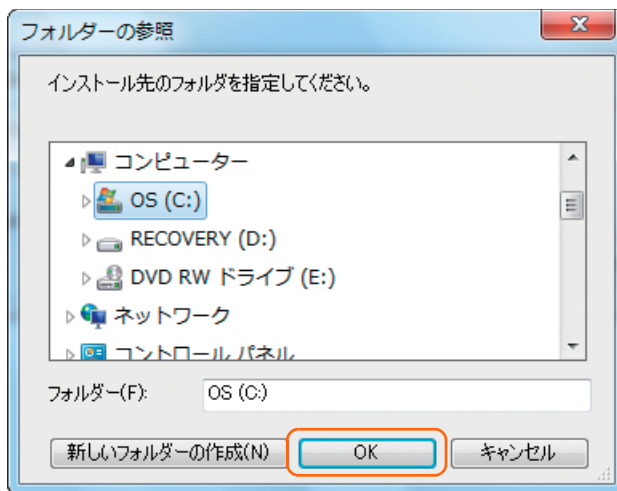 フォルダーの参照
インストール先のフォルダを指定してください。
コンピューター
OS (C:)
RECOVERY (D:)
DVD RW ドライブ (E:)
ネットワーク
コントロール パネル
フォルダー(F): OS (C:)
新しいフォルダーの作成(N) OK キャンセル